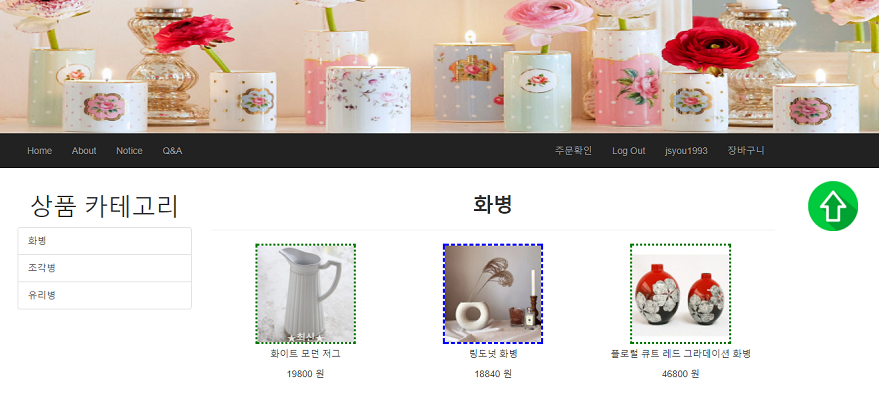 Home About Notice Q&A 주문확인 Log Out jsyou1993 장바구니
상품 카테고리
화병
조각병
유리병
화병
최신
화이트 모던 저그
19800 원
링도넛 화병
18840 원
플로럴 큐트 레드 그라데이션 화병
46800 원